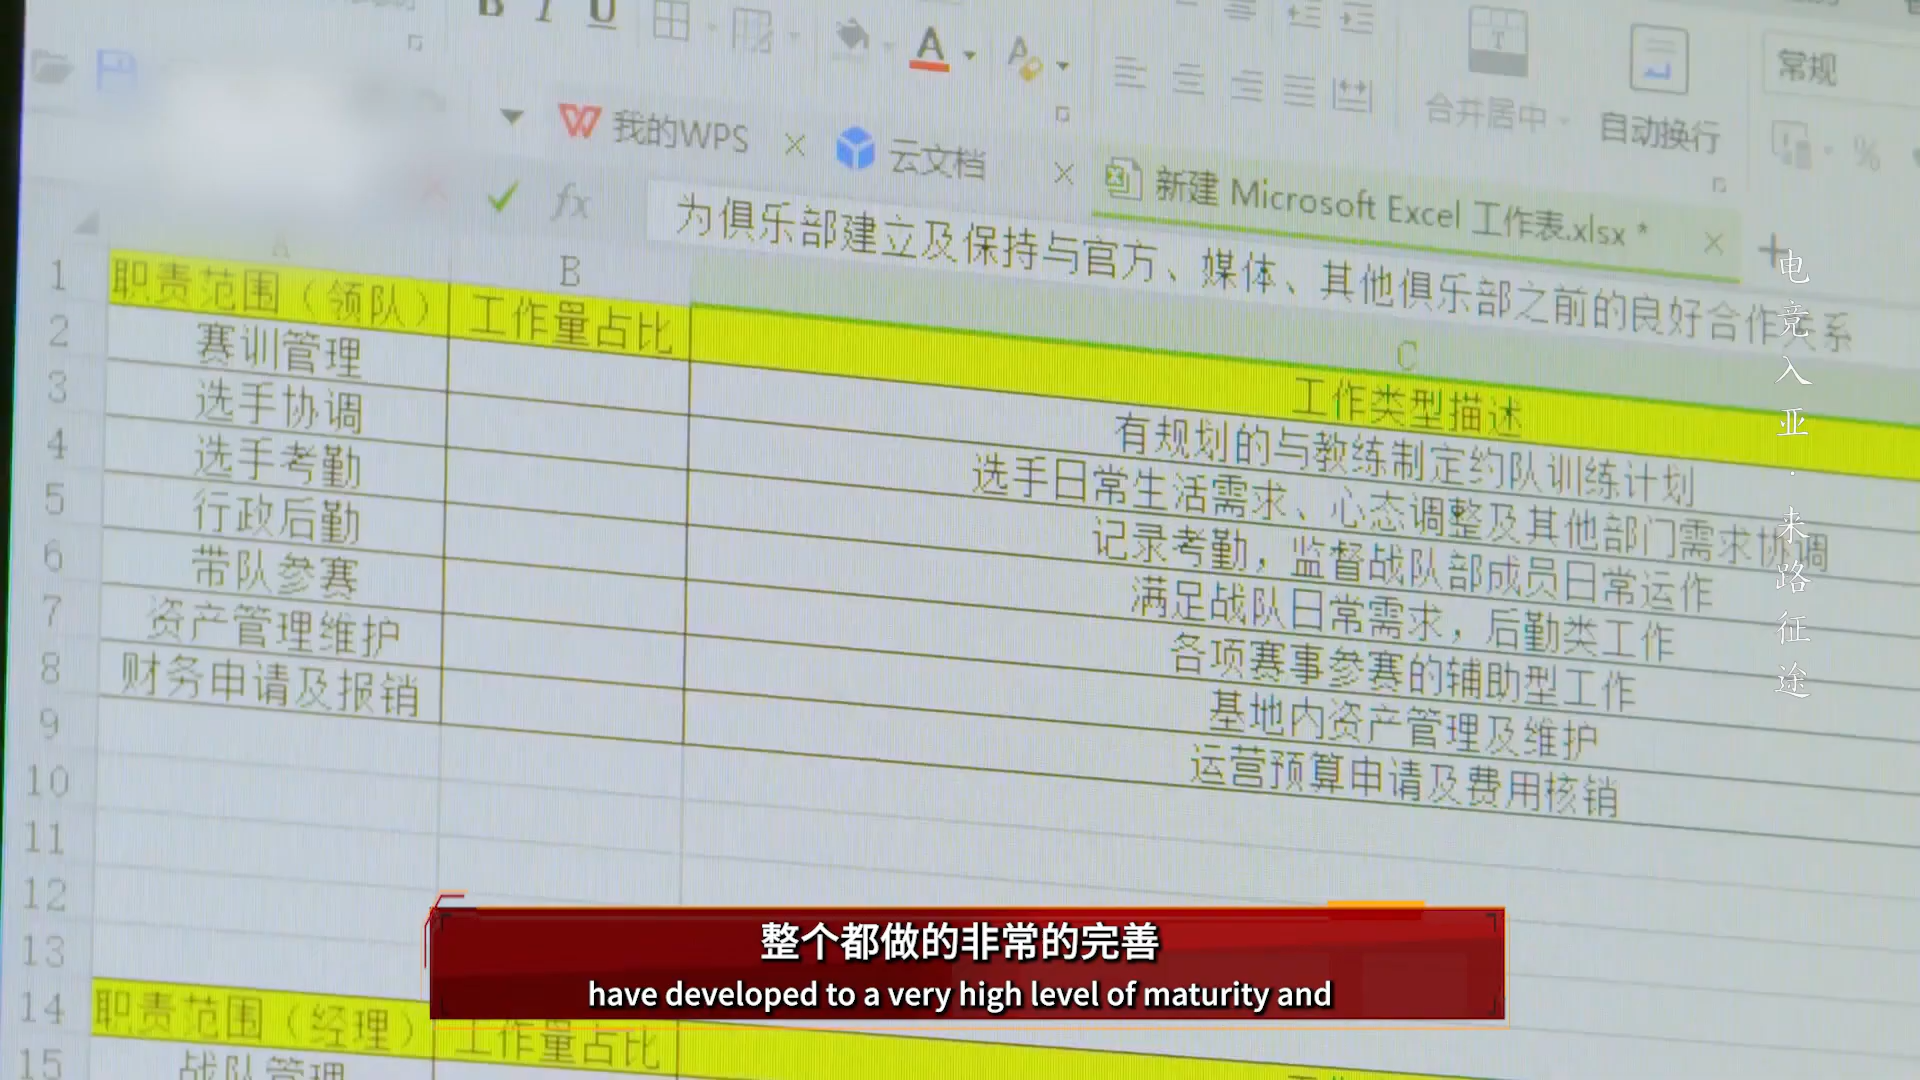 B I U
常规
合并居中
自动换行
%
我的WPS
云文档
新建 Microsoft Excel 工作表.xlsx *
fx
为俱乐部建立及保持与官方、媒体、其他俱乐部之前的良好合作关系
A B C
1 职责范围（领队） 工作量占比 工作类型描述
2 赛训管理 有规划的与教练制定约队训练计划
3 选手协调 选手日常生活需求、心态调整及其他部门需求协调
4 选手考勤 记录考勤，监督战队部成员日常运作
5 行政后勤 满足战队日常需求，后勤类工作
6 带队参赛 各项赛事参赛的辅助型工作
7 资产管理维护 基地内资产管理及维护
8 财务申请及报销 运营预算申请及费用核销
9
10
11
12
13
14 职责范围（经理） 工作量占比
15 战队管理
电竞入亚·来路征途
整个都做的非常的完善
have developed to a very high level of maturity and